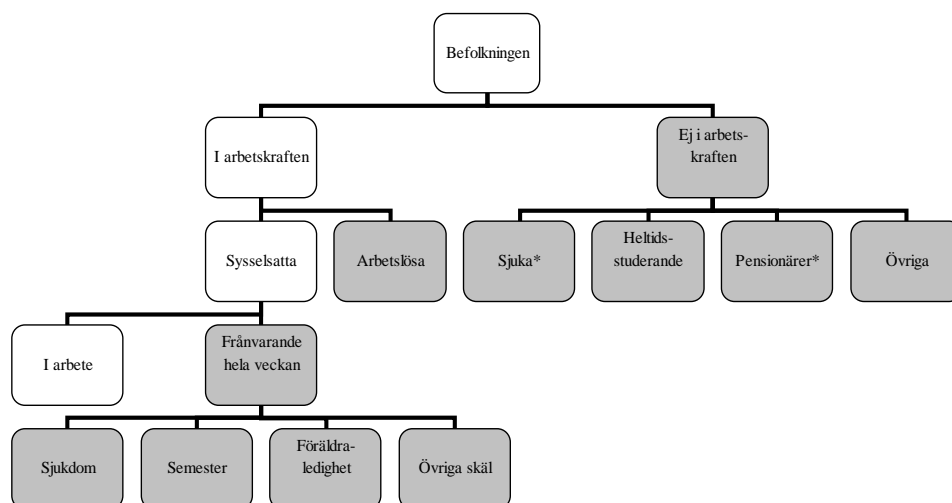 Befolkningen
I arbetskraften
Ej i arbets-
kraften
Sysselsatta
Arbetslösa
Sjuka*
Heltids-
studerande
Pensionärer*
Övriga
I arbete
Frånvarande
hela veckan
Sjukdom
Semester
Föräldra-
ledighet
Övriga skäl